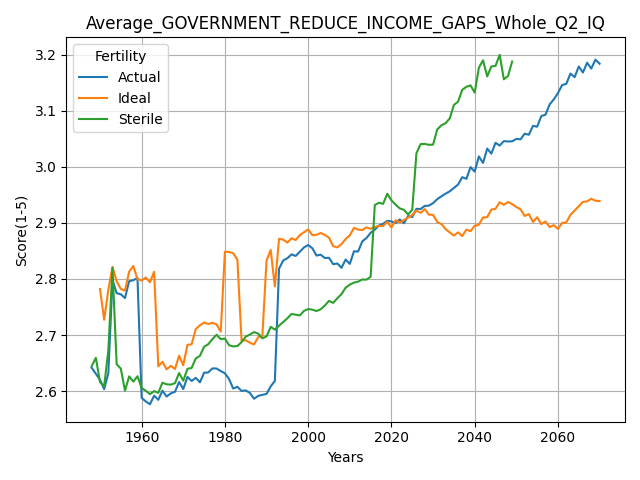 Average_GOVERNMENT_REDUCE_INCOME_GAPS_Whole_Q2_IQ
Fertility
Actual
Ideal
Sterile
Score(1-5)
3.2
3.1
3.0
2.9
2.8
2.7
2.6
1960
1980
2000
2020
2040
2060
Years